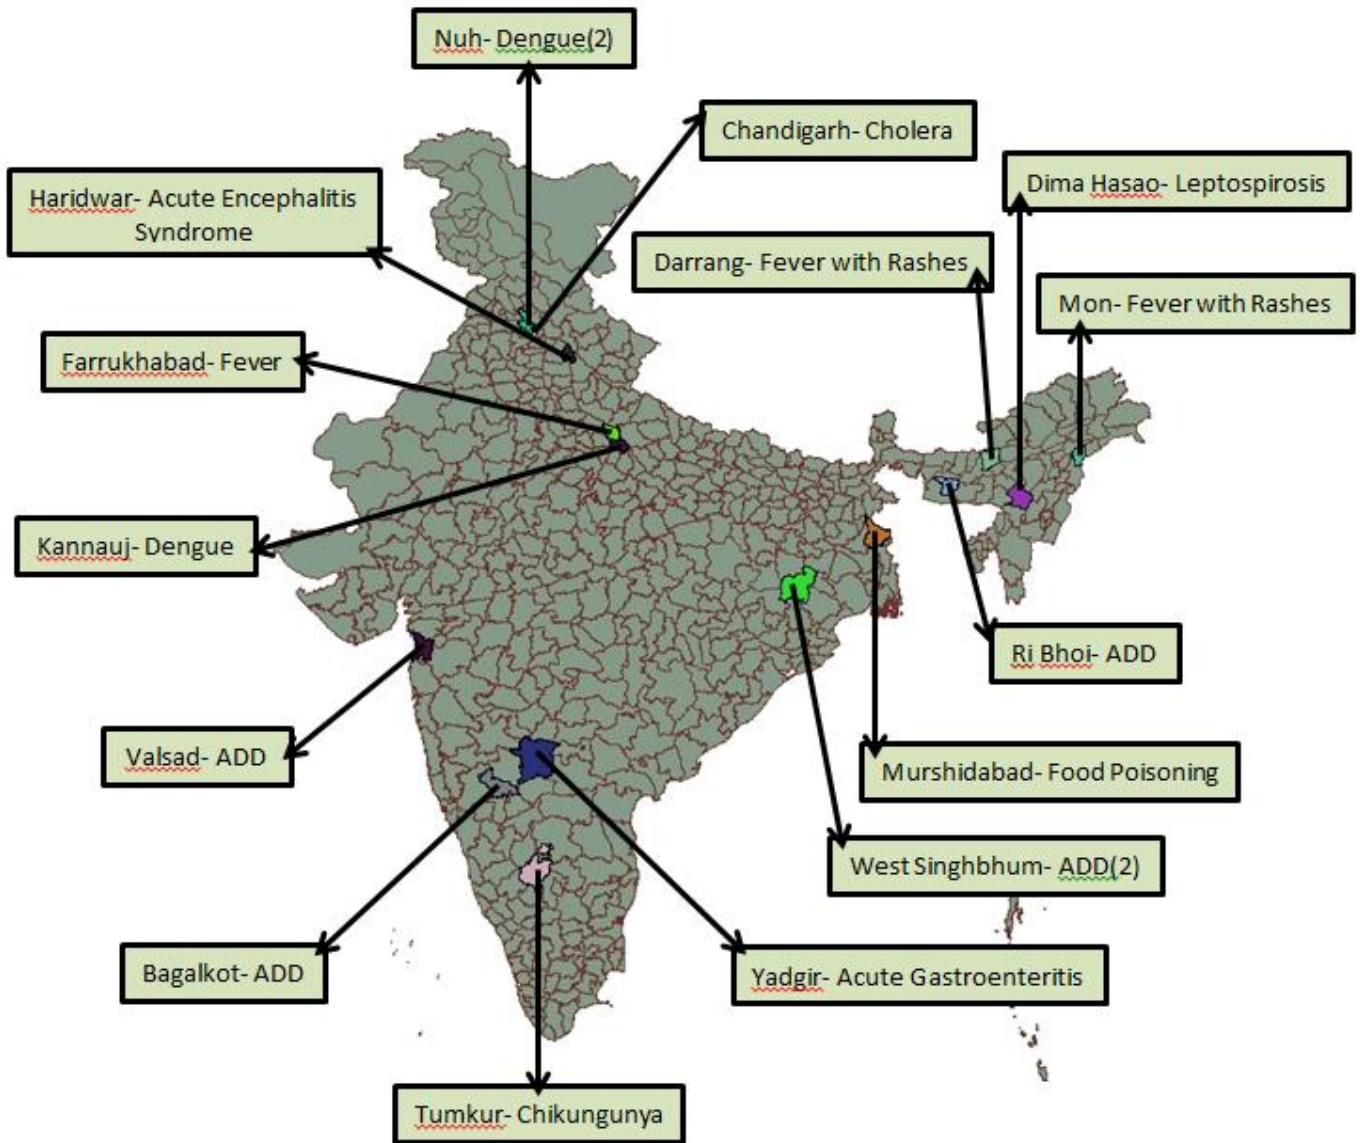 Nuh- Dengue(2)
Chandigarh- Cholera
Dima Hasao- Leptospirosis
Haridwar- Acute Encephalitis
Syndrome
Darrang- Fever with Rashes
Mon- Fever with Rashes
Farrukhabad- Fever
Kannauj- Dengue
Ri Bhoi- ADD
Valsad- ADD
Murshidabad- Food Poisoning
West Singhbhum- ADD(2)
Bagalkot- ADD
Yadgir- Acute Gastroenteritis
Tumkur- Chikungunya